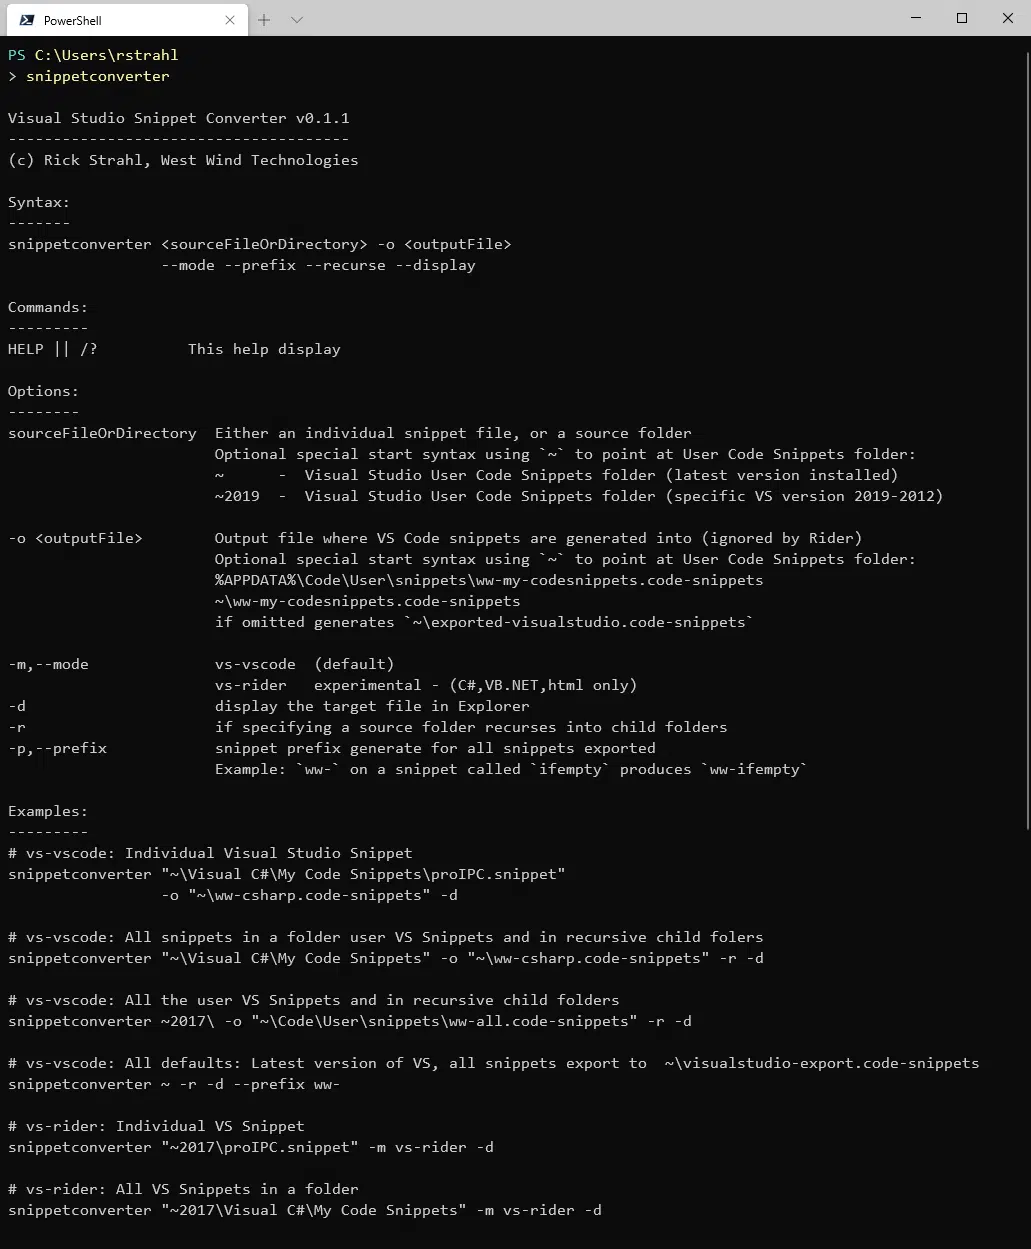 PowerShell
PS C:\Users\rstrahl
> snippetconverter
Visual Studio Snippet Converter v0.1.1
--------------------------------------
(c) Rick Strahl, West Wind Technologies
Syntax:
-------
snippetconverter <sourceFileOrDirectory> -o <outputFile>
                 --mode --prefix --recurse --display
Commands:
---------
HELP || /?          This help display
Options:
--------
sourceFileOrDirectory  Either an individual snippet file, or a source folder
                       Optional special start syntax using `~` to point at User Code Snippets folder:
                       ~      -  Visual Studio User Code Snippets folder (latest version installed)
                       ~2019  -  Visual Studio User Code Snippets folder (specific VS version 2019-2012)
-o <outputFile>        Output file where VS Code snippets are generated into (ignored by Rider)
                       Optional special start syntax using `~` to point at User Code Snippets folder:
                       %APPDATA%\Code\User\snippets\ww-my-codesnippets.code-snippets
                       ~\ww-my-codesnippets.code-snippets
                       if omitted generates `~\exported-visualstudio.code-snippets`
-m,--mode              vs-vscode  (default)
                       vs-rider   experimental - (C#,VB.NET,html only)
-d                     display the target file in Explorer
-r                     if specifying a source folder recurses into child folders
-p,--prefix            snippet prefix generate for all snippets exported
                       Example: `ww-` on a snippet called `ifempty` produces `ww-ifempty`
Examples:
---------
# vs-vscode: Individual Visual Studio Snippet
snippetconverter "~\Visual C#\My Code Snippets\proIPC.snippet"
                 -o "~\ww-csharp.code-snippets" -d
# vs-vscode: All snippets in a folder user VS Snippets and in recursive child folers
snippetconverter "~\Visual C#\My Code Snippets" -o "~\ww-csharp.code-snippets" -r -d
# vs-vscode: All the user VS Snippets and in recursive child folders
snippetconverter ~2017\ -o "~\Code\User\snippets\ww-all.code-snippets" -r -d
# vs-vscode: All defaults: Latest version of VS, all snippets export to  ~\visualstudio-export.code-snippets
snippetconverter ~ -r -d --prefix ww-
# vs-rider: Individual VS Snippet
snippetconverter "~2017\proIPC.snippet" -m vs-rider -d
# vs-rider: All VS Snippets in a folder
snippetconverter "~2017\Visual C#\My Code Snippets" -m vs-rider -d